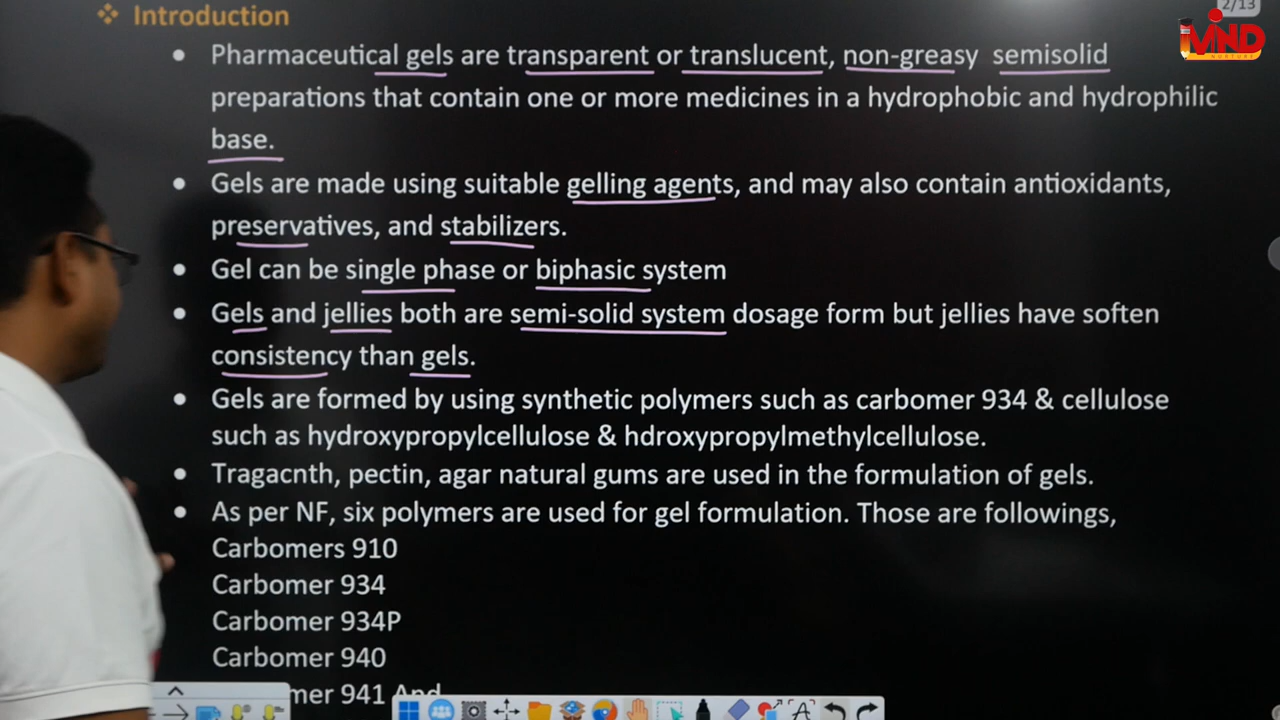 2/13
❖ Introduction
MIND
NURTURE
• Pharmaceutical gels are transparent or translucent, non-greasy semisolid
preparations that contain one or more medicines in a hydrophobic and hydrophilic
base.
• Gels are made using suitable gelling agents, and may also contain antioxidants,
preservatives, and stabilizers.
• Gel can be single phase or biphasic system
• Gels and jellies both are semi-solid system dosage form but jellies have soften
consistency than gels.
• Gels are formed by using synthetic polymers such as carbomer 934 & cellulose
such as hydroxypropylcellulose & hdroxypropylmethylcellulose.
• Tragacnth, pectin, agar natural gums are used in the formulation of gels.
• As per NF, six polymers are used for gel formulation. Those are followings,
Carbomers 910
Carbomer 934
Carbomer 934P
Carbomer 940
mer 941 And